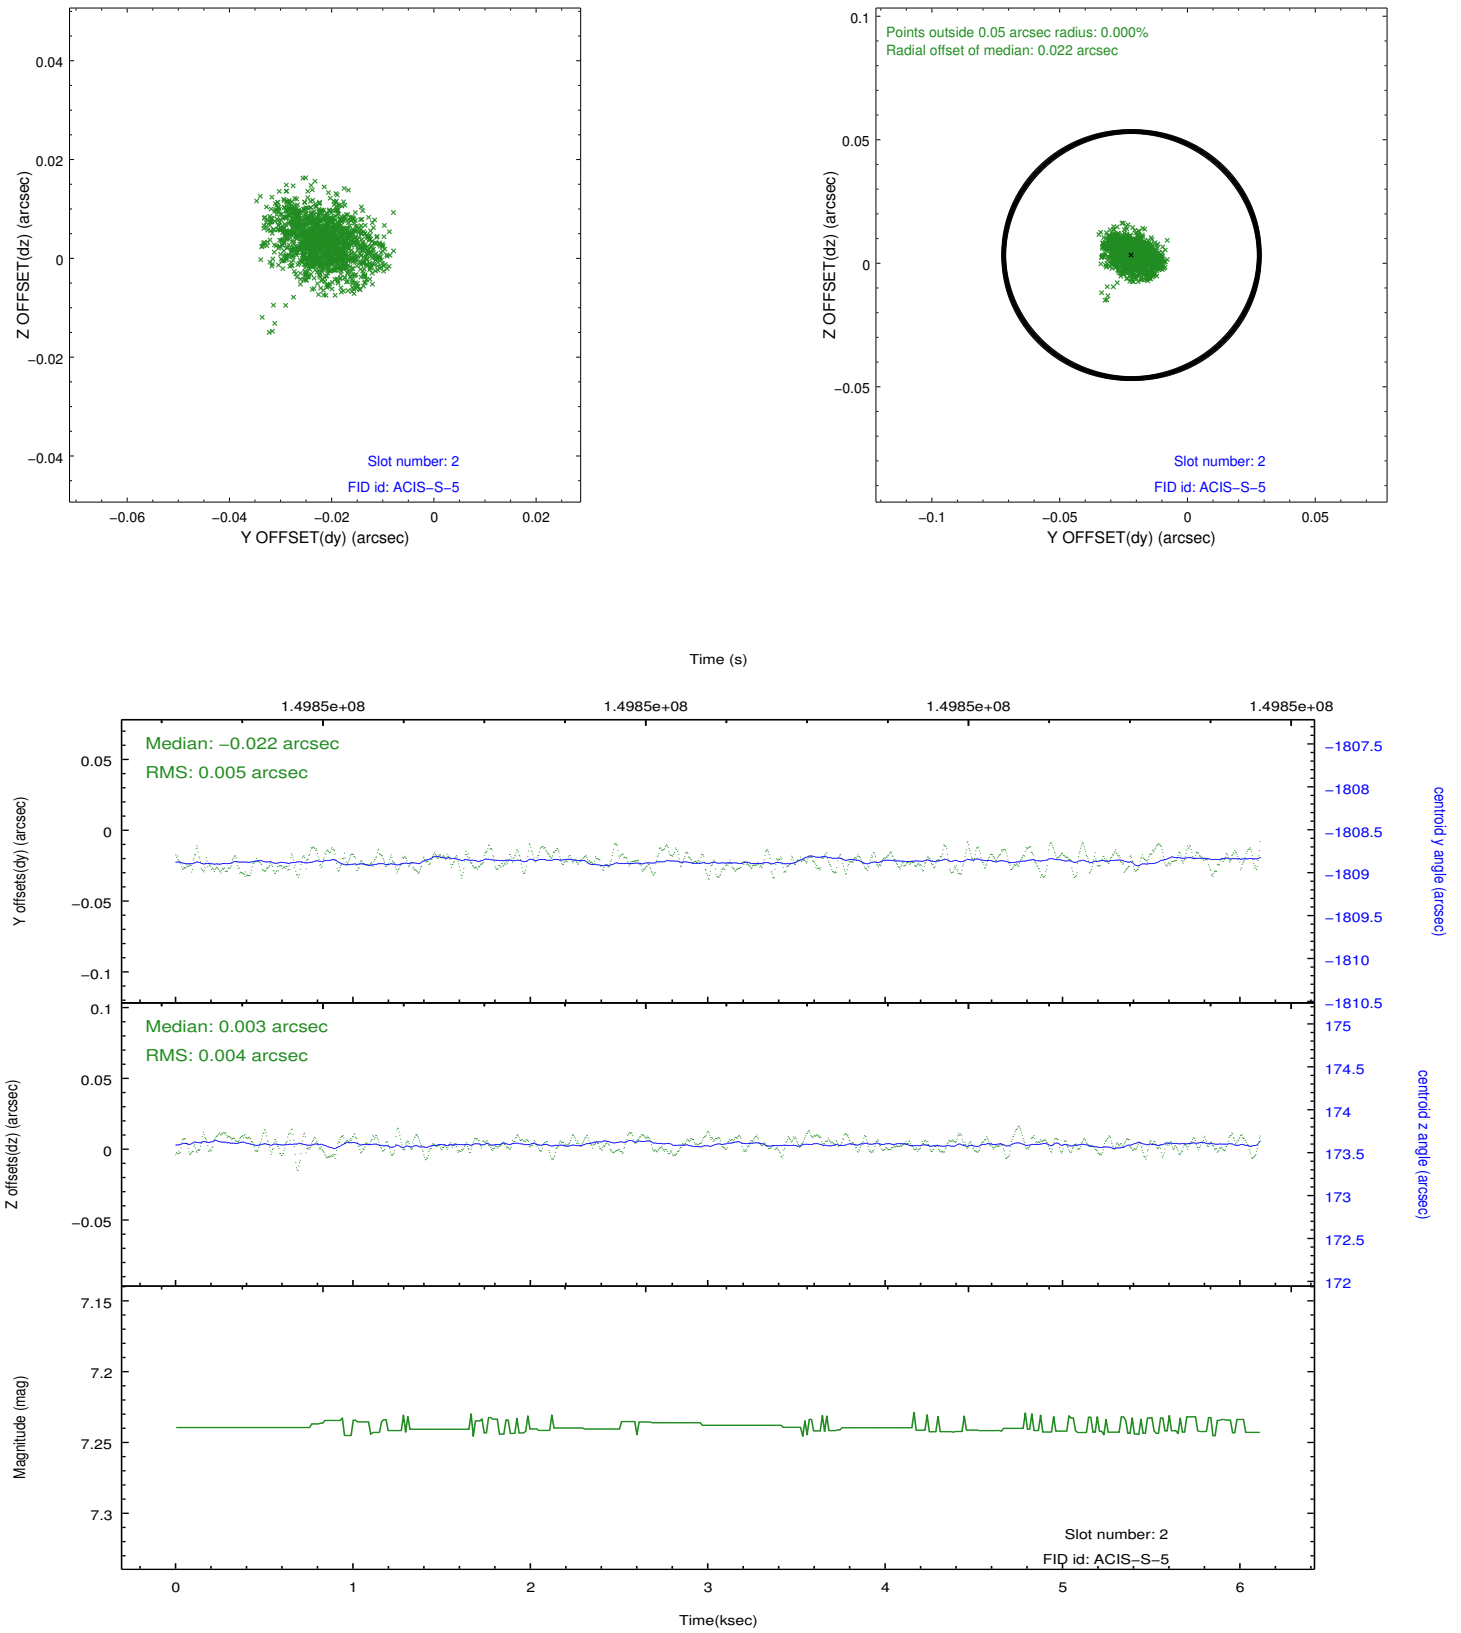 0.04
0.02
0
−0.02
−0.04
Z OFFSET(dz) (arcsec)
Slot number: 2
FID id: ACIS−S−5
−0.06
−0.04
−0.02
0
0.02
Y OFFSET(dy) (arcsec)
Points outside 0.05 arcsec radius: 0.000%
Radial offset of median: 0.022 arcsec
0.1
0.05
0
−0.05
Z OFFSET(dz) (arcsec)
Slot number: 2
FID id: ACIS−S−5
−0.1
−0.05
0
0.05
Y OFFSET(dy) (arcsec)
Time (s)
1.4985e+08
1.4985e+08
1.4985e+08
1.4985e+08
Median: −0.022 arcsec
RMS: 0.005 arcsec
0.05
0
−0.05
−0.1
Y offsets(dy) (arcsec)
−1807.5
−1808
−1808.5
−1809
−1809.5
−1810
−1810.5
centroid y angle (arcsec)
Median: 0.003 arcsec
RMS: 0.004 arcsec
0.1
0.05
0
−0.05
Z offsets(dz) (arcsec)
175
174.5
174
173.5
173
172.5
172
centroid z angle (arcsec)
7.15
7.2
7.25
7.3
Magnitude (mag)
Slot number: 2
FID id: ACIS−S−5
0
1
2
3
4
5
6
Time(ksec)